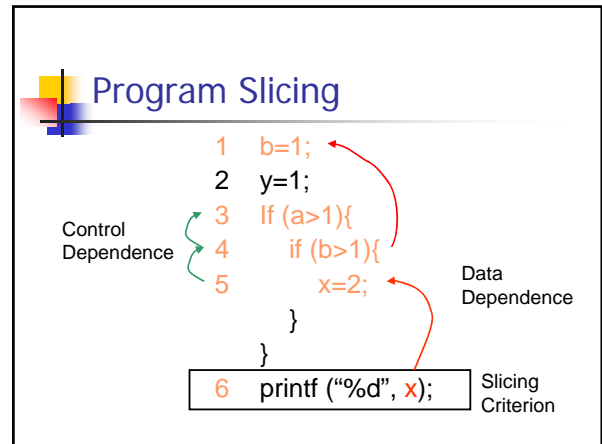 Program Slicing
1 b=1;
2 y=1;
3 If (a>1){
Control
Dependence
4 if (b>1){
5 x=2;
Data
Dependence
}
}
6 printf (“%d”, x);
Slicing
Criterion